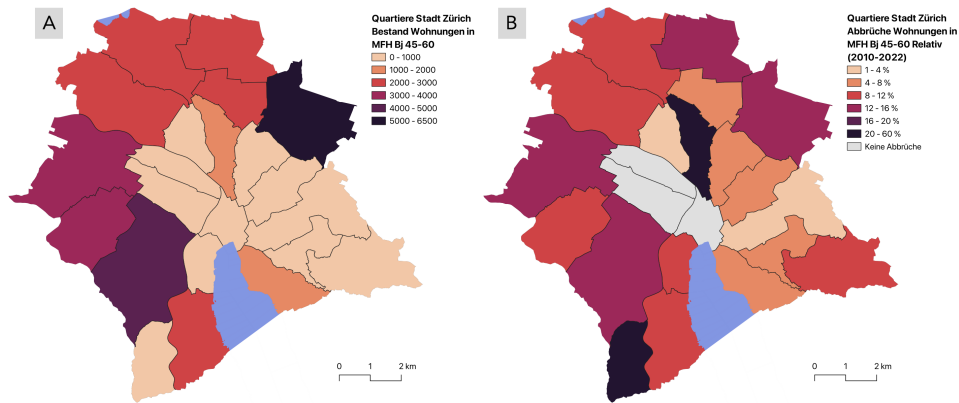 A
Quartiere Stadt Zürich
Bestand Wohnungen in
MFH Bj 45-60
0 - 1000
1000 - 2000
2000 - 3000
3000 - 4000
4000 - 5000
5000 - 6500
0 1 2 km
B
Quartiere Stadt Zürich
Abbrüche Wohnungen in
MFH Bj 45-60 Relativ
(2010-2022)
1 - 4 %
4 - 8 %
8 - 12 %
12 - 16 %
16 - 20 %
20 - 60 %
Keine Abbrüche
0 1 2 km